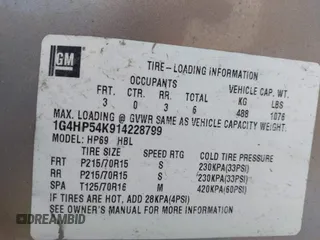 GM
TIRE-LOADING INFORMATION
OCCUPANTS VEHICLE CAP. WT.
FRT. CTR. RR. TOTAL KG LBS
3 0 3 6 488 1076
MAX. LOADING @ GVWR SAME AS VEHICLE CAPACITY WEIGHT.
1G4HP54K914228799
MODEL HP69 HBL
TIRE SIZE SPEED RTG COLD TIRE PRESSURE
FRT P215/70R15 S 230KPA(33PSI)
RR P215/70R15 S 230KPA(33PSI)
SPA T125/70R16 M 420KPA(60PSI)
IF TIRES ARE HOT, ADD 28KPA(4PSI)
SEE OWNER'S MANUAL FOR MORE INFORMATION
DREAMBID